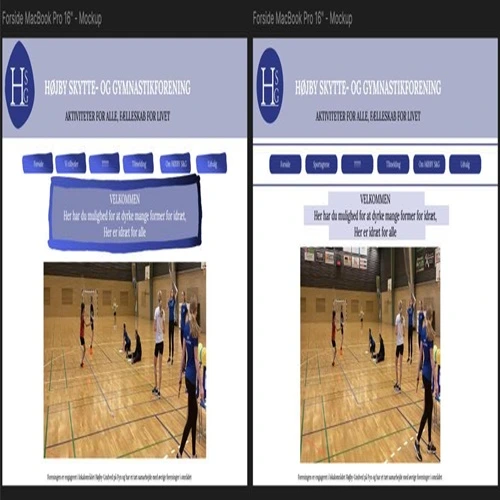 Forside MacBook Pro 16" - Mockup
HSG
HØJBY SKYTTE- OG GYMNASTIKFORENING
AKTIVITETER FOR ALLE, FÆLLESKAB FOR LIVET
Forside
Vi tilbyder
????
Tilmelding
Om HØJBY S&G
Udvalg
VELKOMMEN
Her har du mulighed for at dyrke mange former for idræt,
Her er idræt for alle
Forside MacBook Pro 16" - Mockup
HSG
HØJBY SKYTTE- OG GYMNASTIKFORENING
AKTIVITETER FOR ALLE, FÆLLESKAB FOR LIVET
Forside
Sportsgrene
????
Tilmelding
Om HØJBY S&G
Udvalg
VELKOMMEN
Her har du mulighed for at dyrke mange former for idræt,
Her er idræt for alle